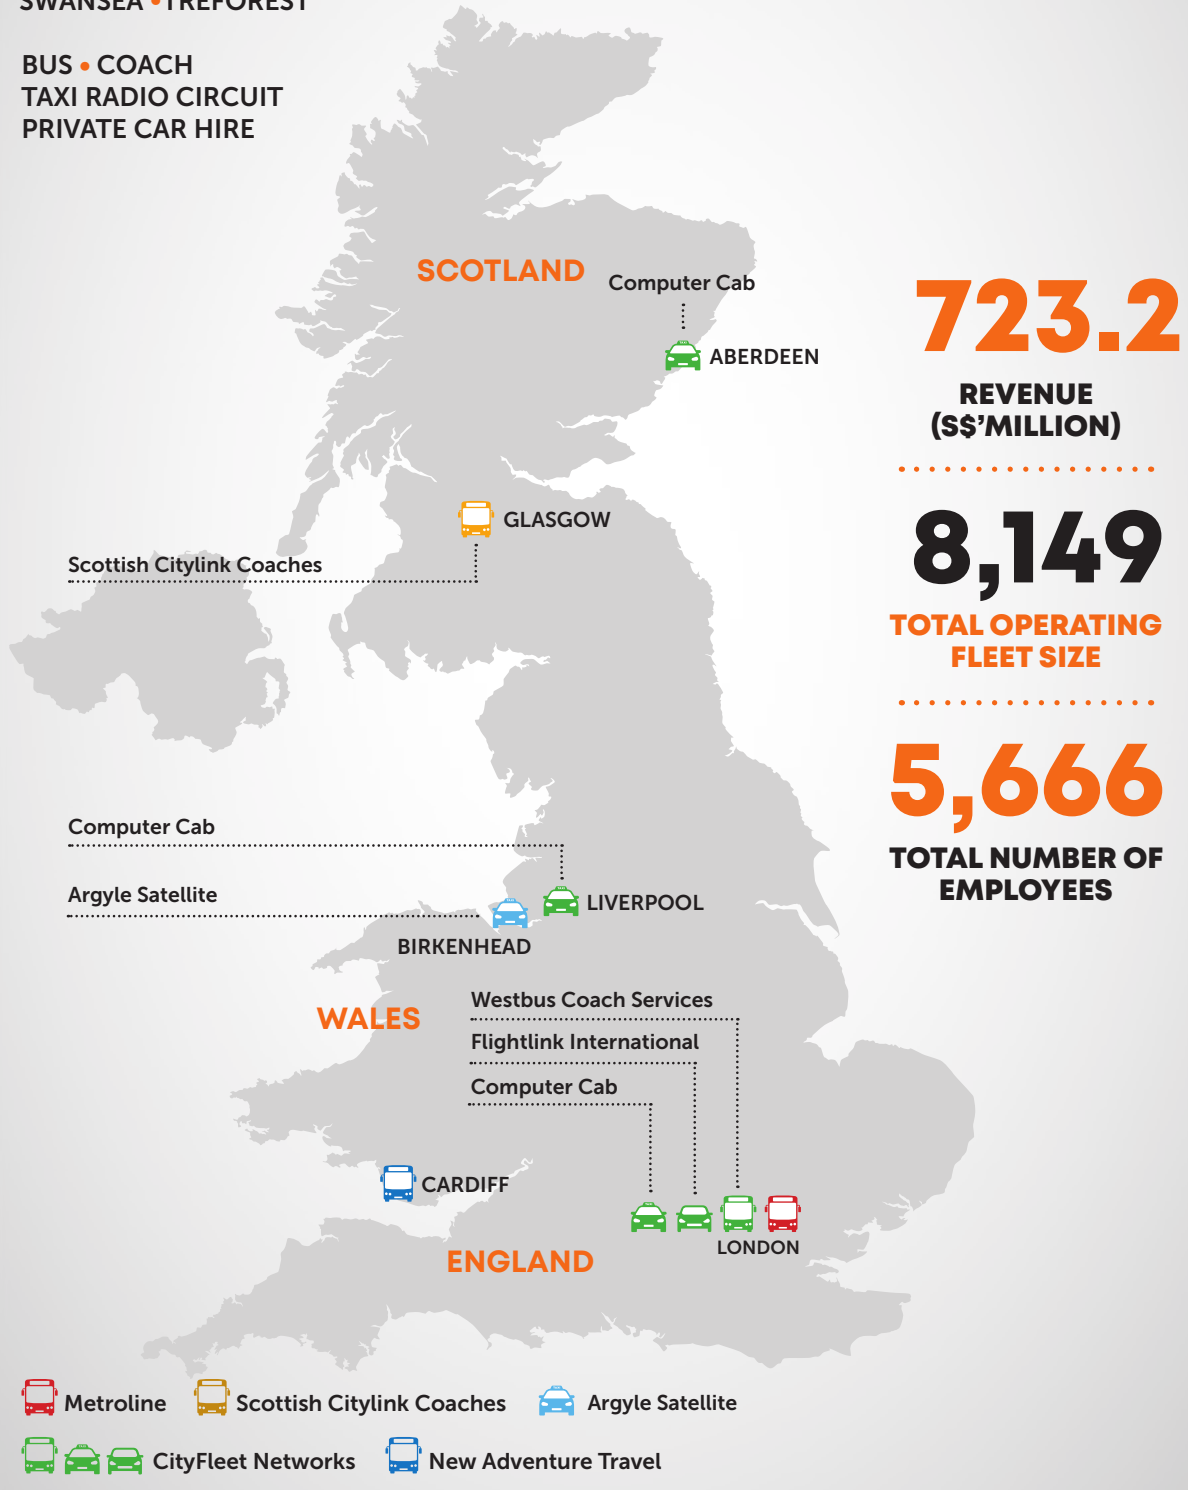 SWANSEA • TREFOREST
BUS • COACH
TAXI RADIO CIRCUIT
PRIVATE CAR HIRE
SCOTLAND
Computer Cab
ABERDEEN
723.2
REVENUE
(S$'MILLION)
GLASGOW
Scottish Citylink Coaches
8,149
TOTAL OPERATING
FLEET SIZE
5,666
TOTAL NUMBER OF
EMPLOYEES
Computer Cab
Argyle Satellite
LIVERPOOL
BIRKENHEAD
WALES
Westbus Coach Services
Flightlink International
Computer Cab
CARDIFF
LONDON
ENGLAND
Metroline
Scottish Citylink Coaches
Argyle Satellite
CityFleet Networks
New Adventure Travel